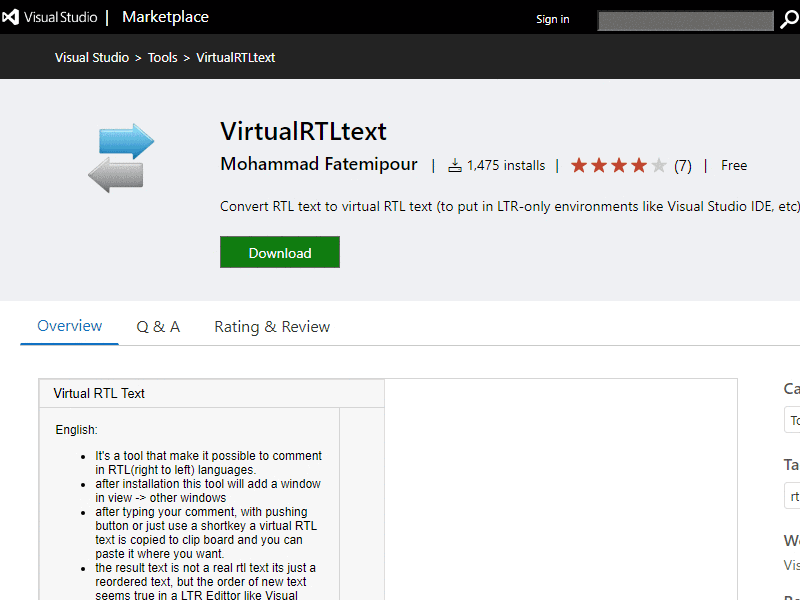 Visual Studio | Marketplace
Sign in
Visual Studio > Tools > VirtualRTLtext
VirtualRTLtext
Mohammad Fatemipour | 1,475 installs | (7) | Free
Convert RTL text to virtual RTL text (to put in LTR-only environments like Visual Studio IDE, etc)
Download
Overview Q & A Rating & Review
Virtual RTL Text
English:
It's a tool that make it possible to comment
in RTL(right to left) languages.
after installation this tool will add a window
in view -> other windows
after typing your comment, with pushing
button or just use a shortkey a virtual RTL
text is copied to clip board and you can
paste it where you want.
the result text is not a real rtl text its just a
reordered text, but the order of new text
seems true in a LTR Edittor like Visual